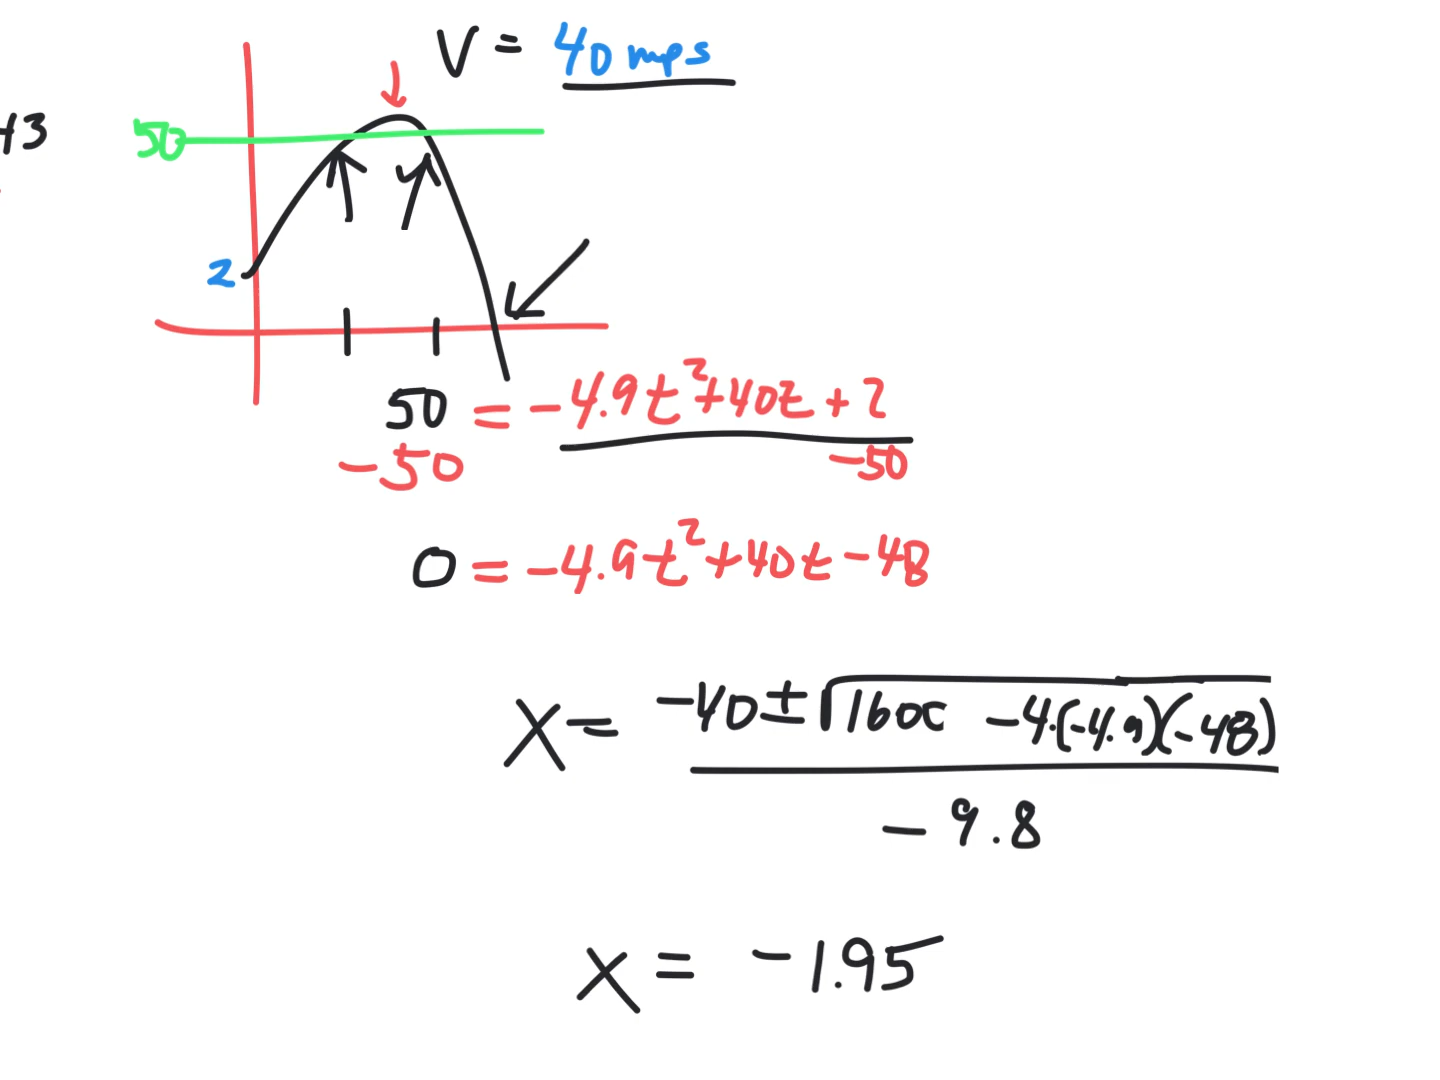 V = 40 mps
+3
50
2
50 = -4.9t²+40t + 2
-50 -50
0 = -4.9t²+40t-48
x = -40 ± √1600 -4·(-4.9)(-48)
-9.8
x = -1.95